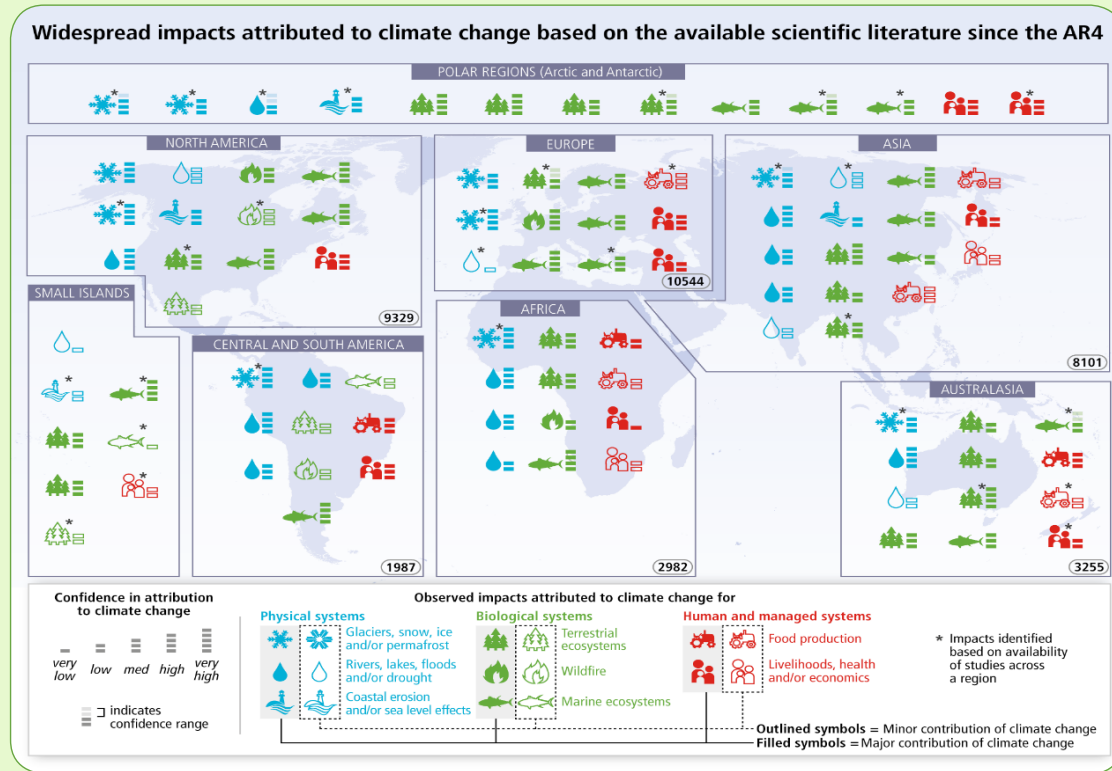 Widespread impacts attributed to climate change based on the available scientific literature since the AR4
POLAR REGIONS (Arctic and Antarctic)
NORTH AMERICA
EUROPE
ASIA
10544
SMALL ISLANDS
9329
AFRICA
CENTRAL AND SOUTH AMERICA
8101
AUSTRALASIA
1987
2982
3255
Confidence in attribution
to climate change
very
low
low
med
high
very
high
indicates
confidence range
Observed impacts attributed to climate change for
Physical systems
Glaciers, snow, ice
and/or permafrost
Rivers, lakes, floods
and/or drought
Coastal erosion
and/or sea level effects
Biological systems
Terrestrial
ecosystems
Wildfire
Marine ecosystems
Human and managed systems
Food production
Livelihoods, health
and/or economics
* Impacts identified
based on availability
of studies across
a region
Outlined symbols = Minor contribution of climate change
Filled symbols = Major contribution of climate change